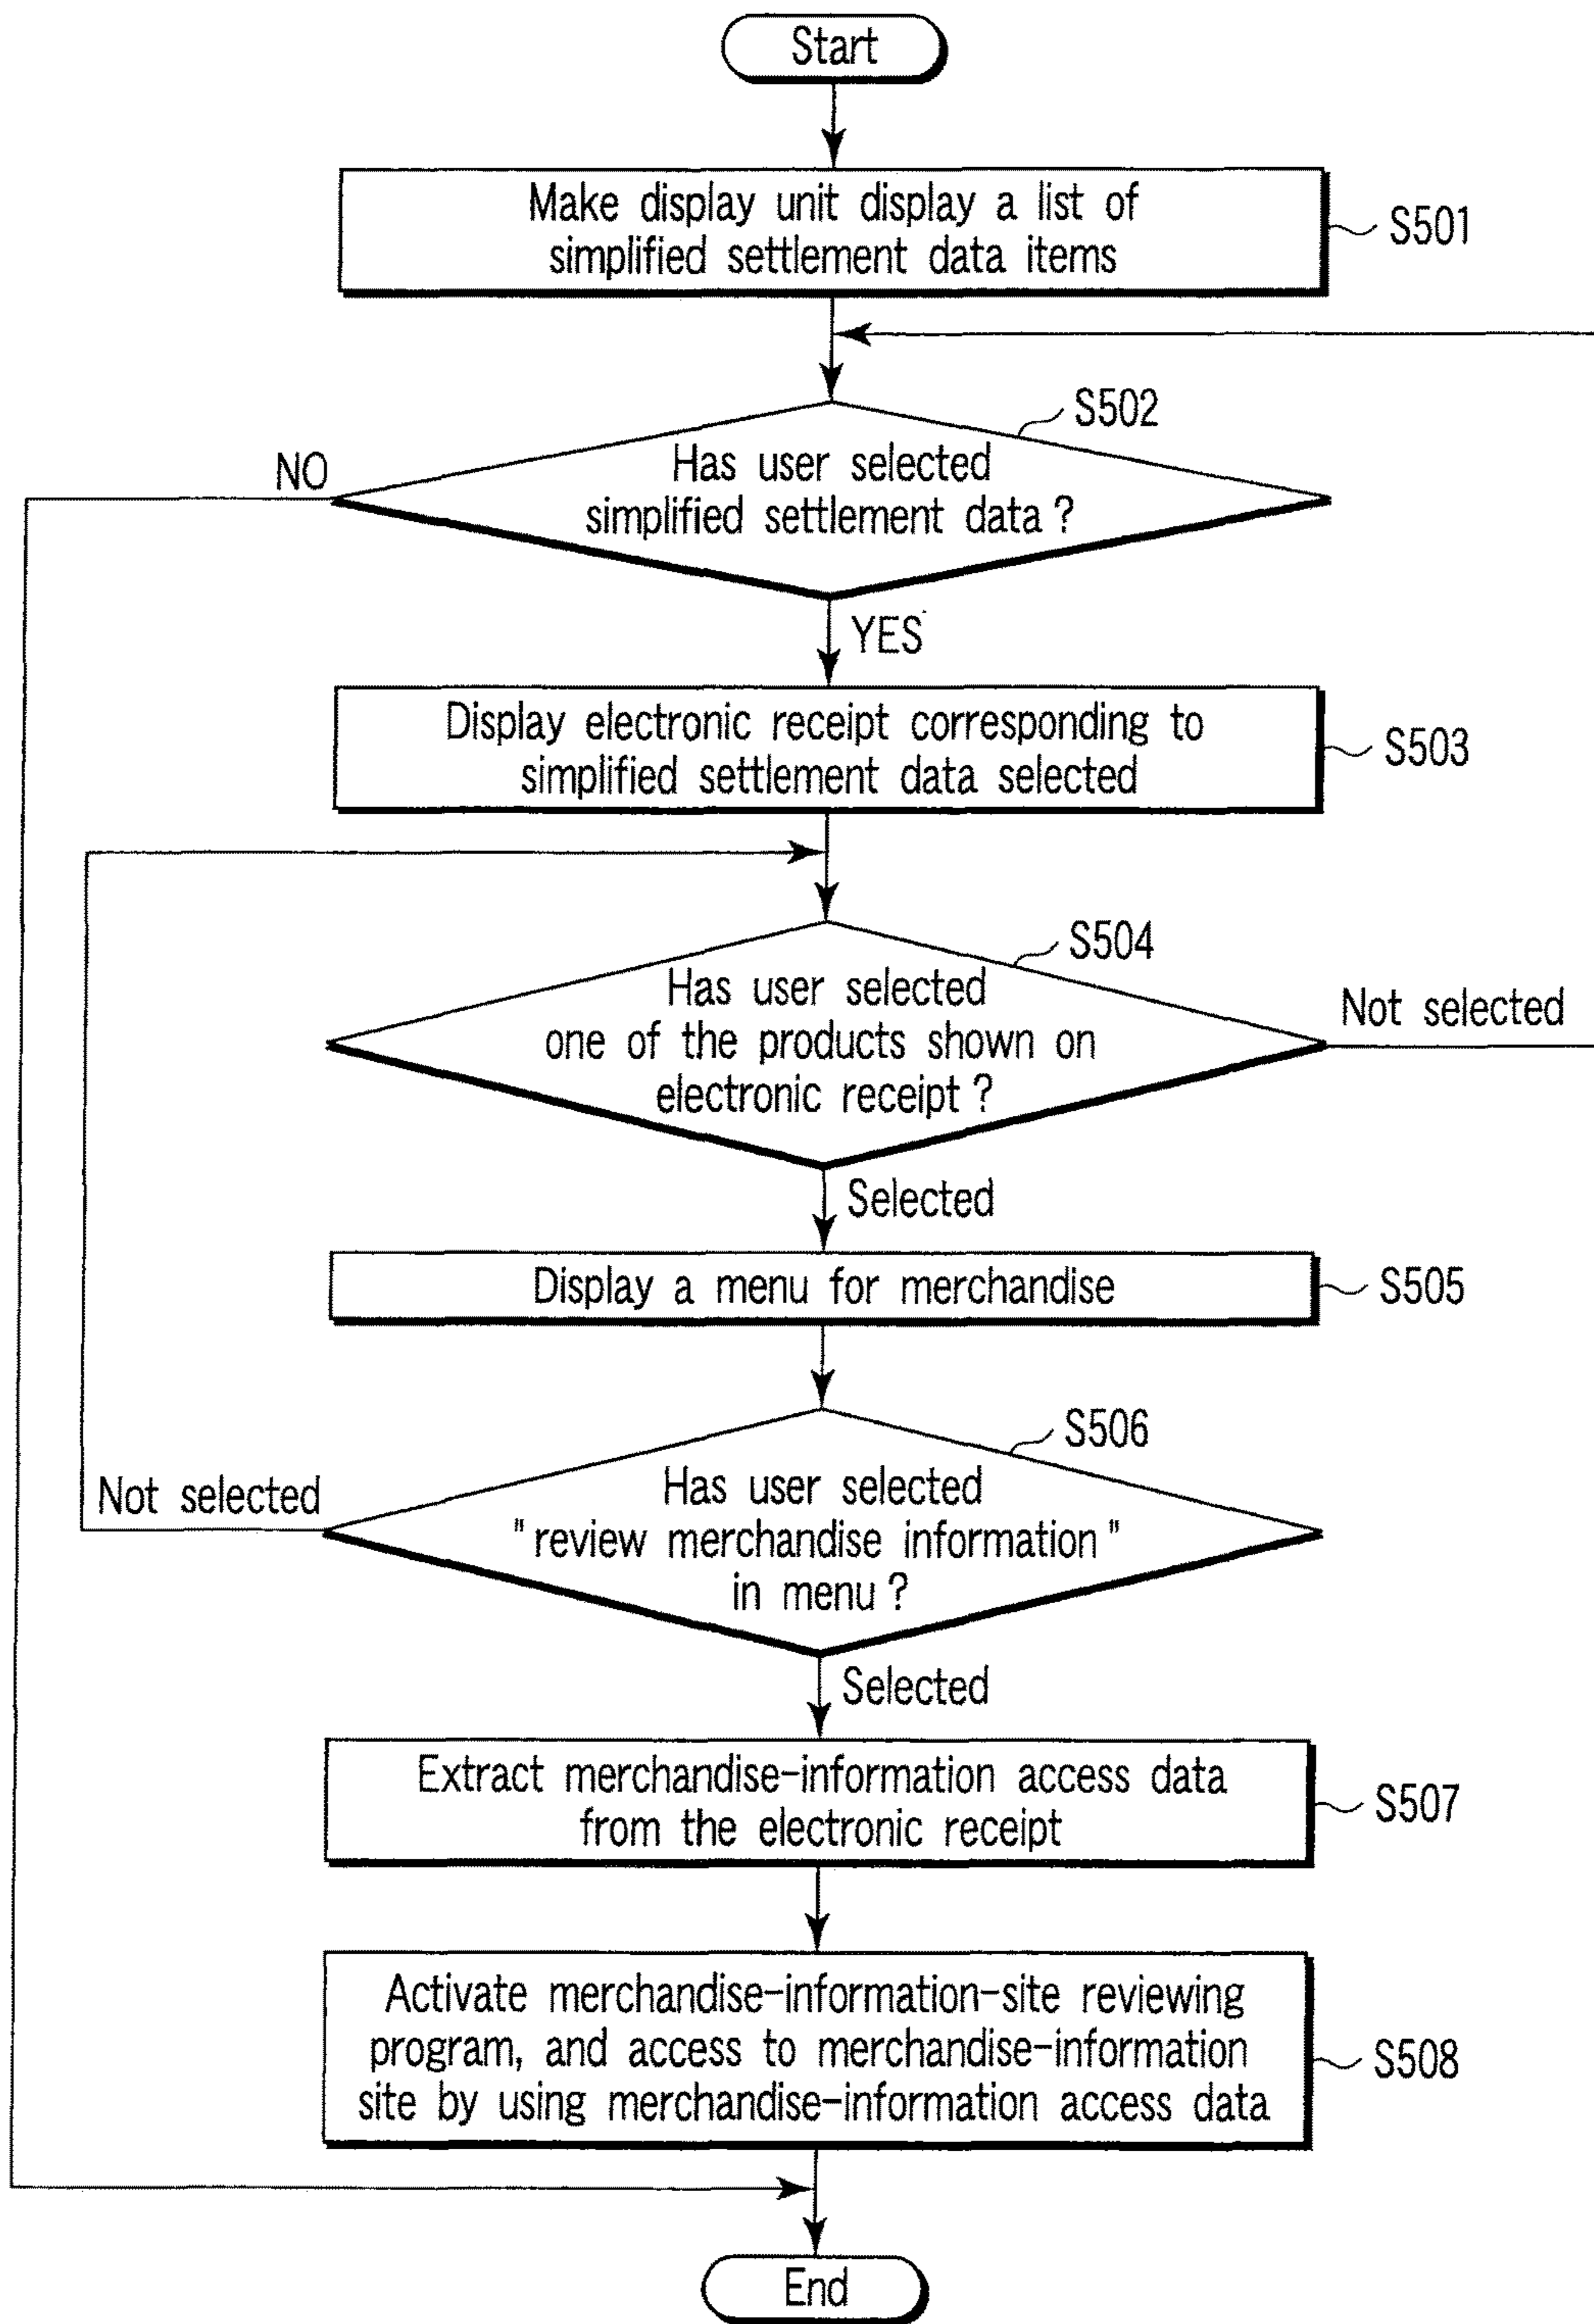 Start
Make display unit display a list of
simplified settlement data items
S501
S502
Has user selected
simplified settlement data ?
NO
YES
Display electronic receipt corresponding to
simplified settlement data selected
S503
S504
Has user selected
one of the products shown on
electronic receipt ?
Not selected
Selected
Display a menu for merchandise
S505
S506
Has user selected
" review merchandise information "
in menu ?
Not selected
Selected
Extract merchandise-information access data
from the electronic receipt
S507
Activate merchandise-information-site reviewing
program, and access to merchandise-information
site by using merchandise-information access data
S508
End